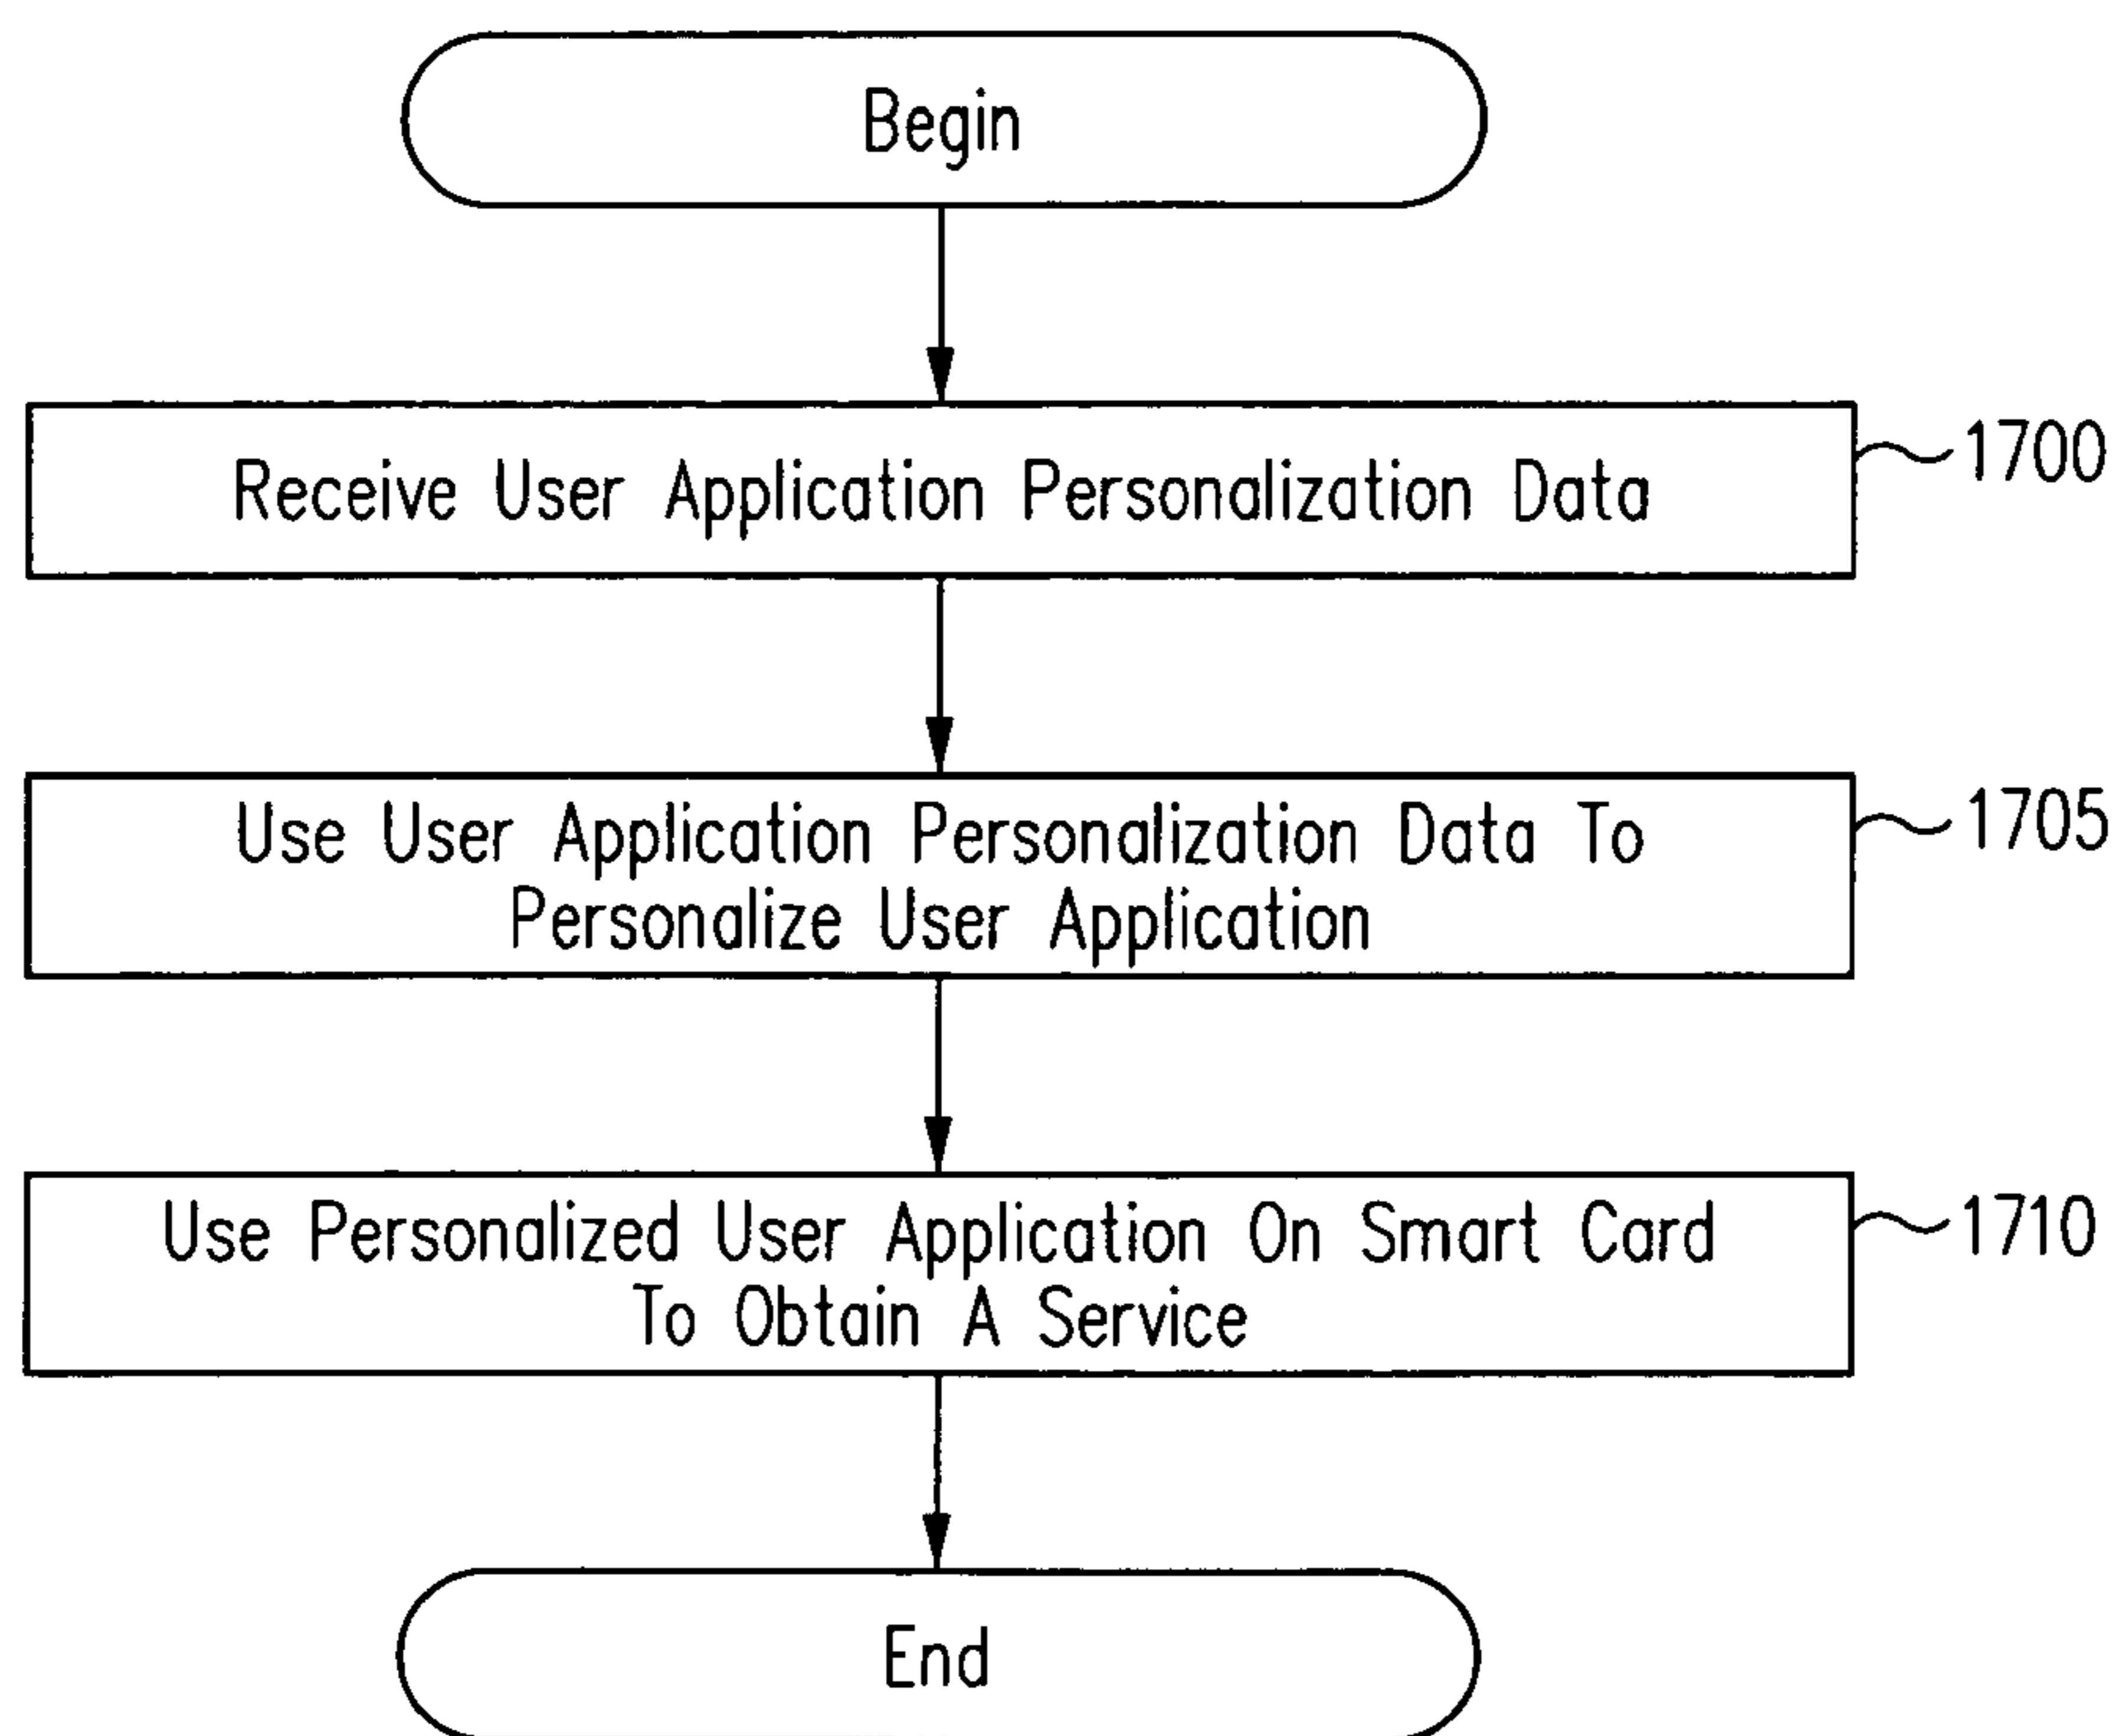 Begin
Receive User Application Personalization Data
1700
Use User Application Personalization Data To
Personalize User Application
1705
Use Personalized User Application On Smart Card
To Obtain A Service
1710
End